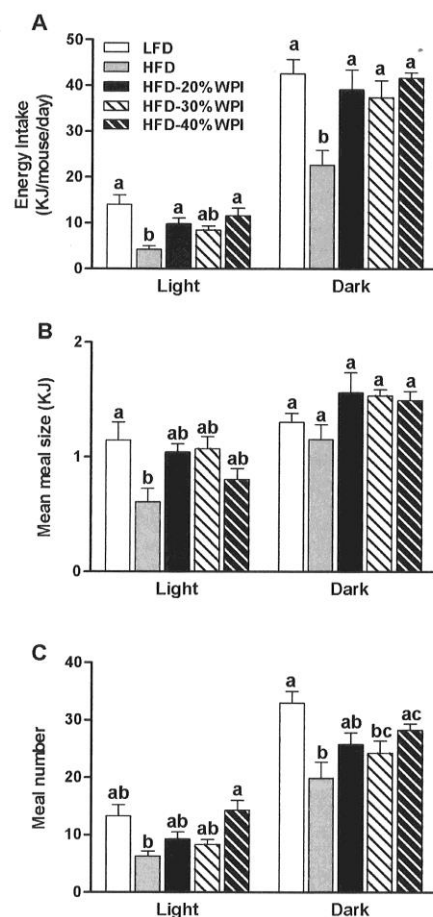 A
Energy Intake
(KJ/mouse/day)
50
40
30
20
10
0
LFD
HFD
HFD-20%WPI
HFD-30%WPI
HFD-40%WPI
a b a ab a
a b a a a
Light Dark
B
Mean meal size (KJ)
2
1
0
a b ab ab ab
a a a a a
Light Dark
C
Meal number
40
30
20
10
0
ab b ab ab a
a b ab bc ac
Light Dark